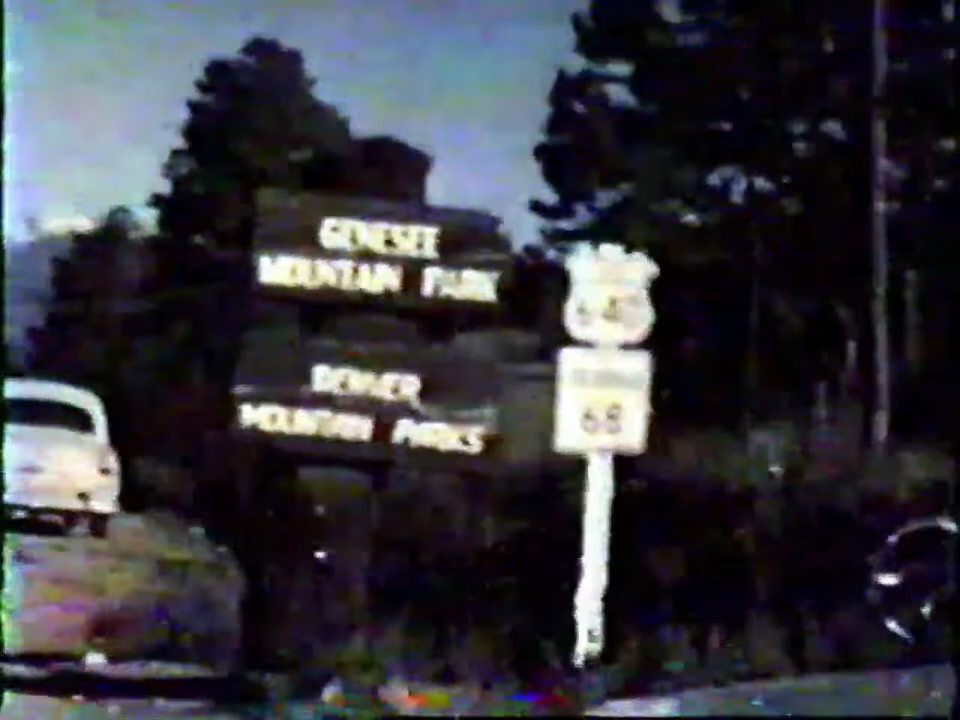 GENESEE
MOUNTAIN PARK
DENVER
MOUNTAIN PARKS
68